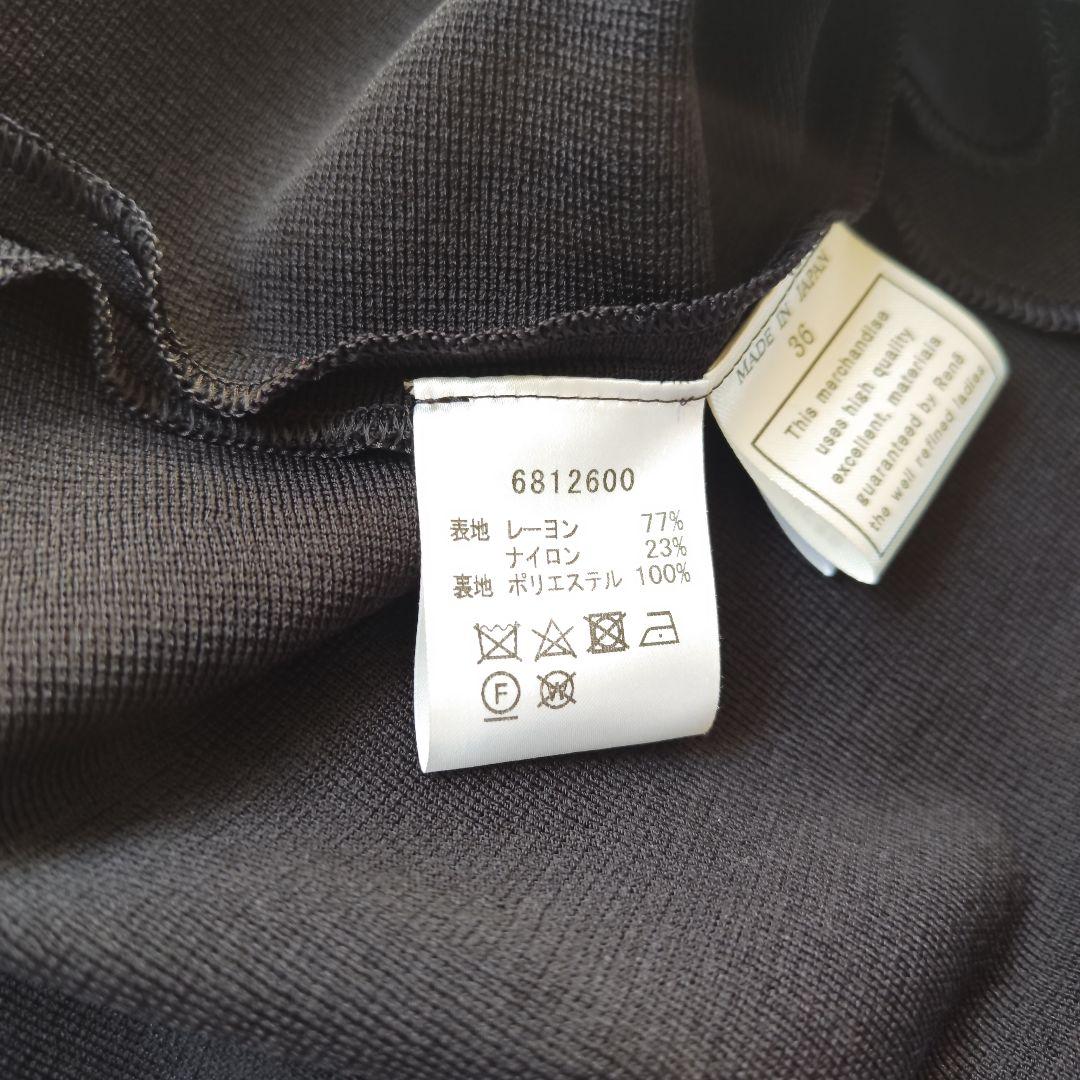 6812600
表地 レーヨン 77%
ナイロン 23%
裏地 ポリエステル 100%
F
W
MADE IN JAPAN
36
This merchandise
uses high quality
excellent, materials
guaranteed by René
the well refined ladies.